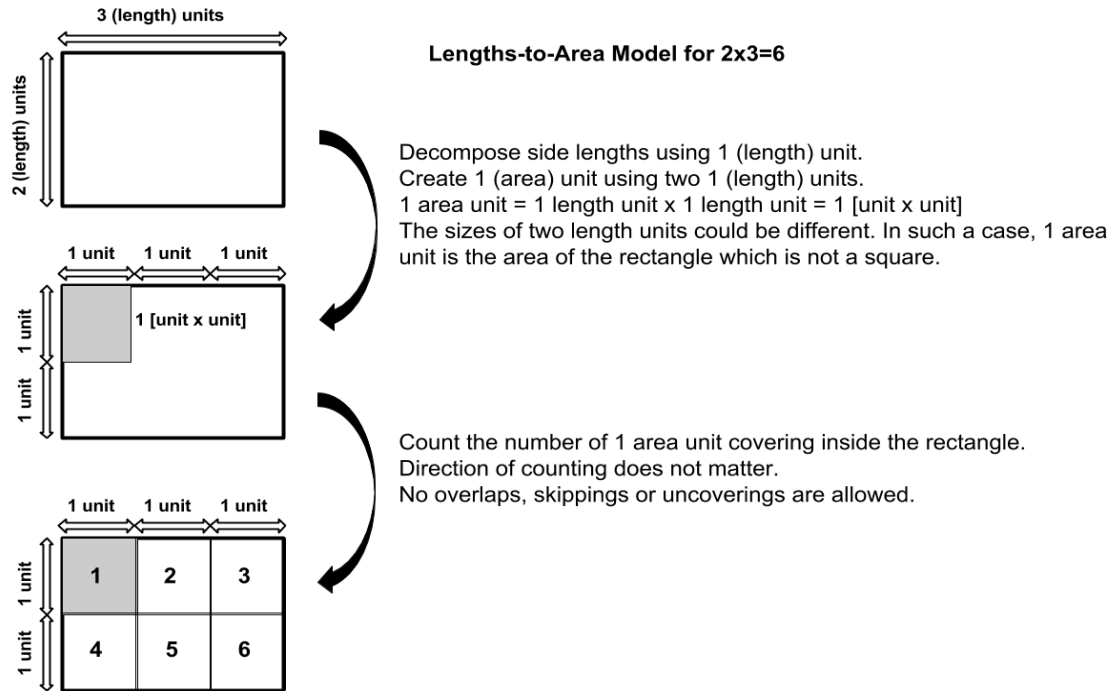 3 (length) units
Lengths-to-Area Model for 2x3=6
2 (length) units
Decompose side lengths using 1 (length) unit.
Create 1 (area) unit using two 1 (length) units.
1 area unit = 1 length unit x 1 length unit = 1 [unit x unit]
The sizes of two length units could be different. In such a case, 1 area
unit is the area of the rectangle which is not a square.
1 unit 1 unit 1 unit
1 unit
1 [unit x unit]
1 unit
Count the number of 1 area unit covering inside the rectangle.
Direction of counting does not matter.
No overlaps, skippings or uncoverings are allowed.
1 unit 1 unit 1 unit
1 unit
1 2 3
1 unit
4 5 6